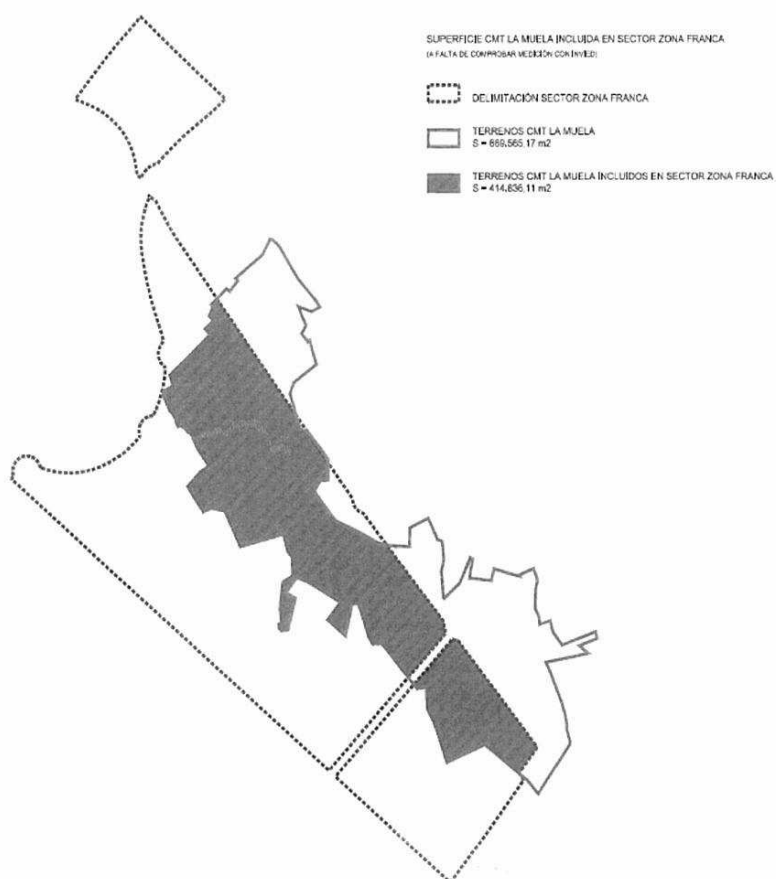 SUPERFICIE CMT LA MUELA INCLUIDA EN SECTOR ZONA FRANCA
(A FALTA DE COMPROBAR MEDICIÓN CON INVIED)
DELIMITACIÓN SECTOR ZONA FRANCA
TERRENOS CMT LA MUELA
S = 869.565,17 m2
TERRENOS CMT LA MUELA INCLUÍDOS EN SECTOR ZONA FRANCA
S = 414.836,11 m2